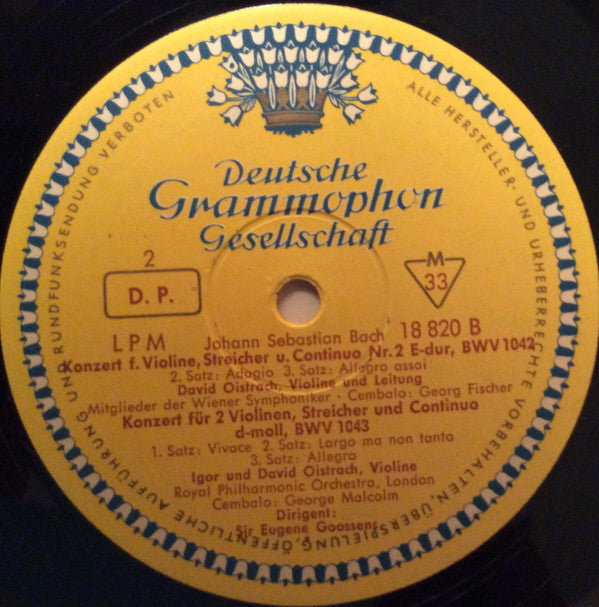 ALLE HERSTELLER- UND URHEBERRECHTE VORBEHALTEN, ÜBERSPIELUNG, ÖFFENTLICHE AUFFÜHRUNG UND RUNDFUNKSENDUNG VERBOTEN
Deutsche
Grammophon
Gesellschaft
2
D. P.
M
33
LPM Johann Sebastian Bach 18 820 B
Konzert f. Violine, Streicher u. Continuo Nr. 2 E-dur, BWV 1042
2. Satz: Adagio 3. Satz: Allegro assai
David Oistrach, Violine und Leitung
Mitglieder der Wiener Symphoniker - Cembalo: Georg Fischer
Konzert für 2 Violinen, Streicher und Continuo
d-moll, BWV 1043
1. Satz: Vivace 2. Satz: Largo ma non tanto
3. Satz: Allegro
Igor und David Oistrach, Violine
Royal Philharmonic Orchestra, London
Cembalo: George Malcolm
Dirigent:
Sir Eugene Goossens